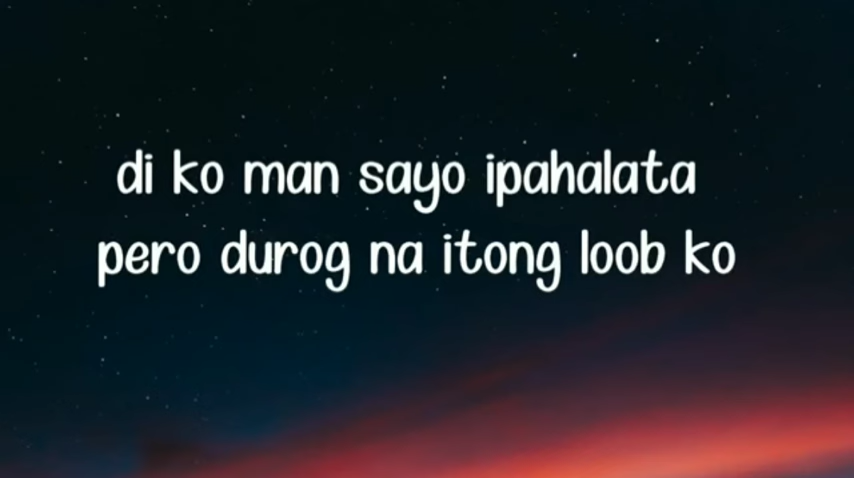 di ko man sayo ipahalata
pero durog na itong loob ko